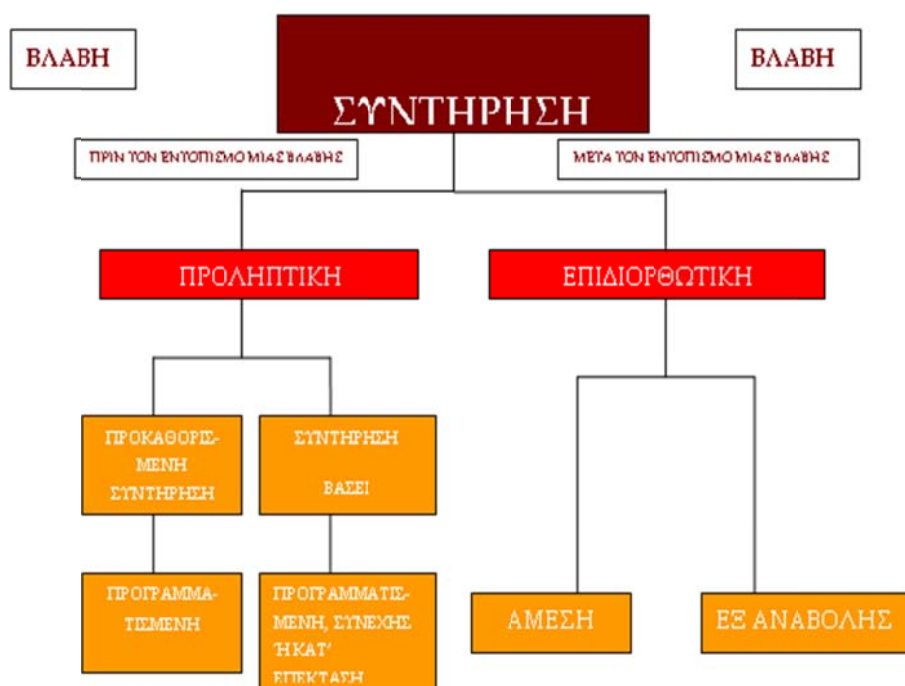 ΒΛΑΒΗ
ΣΥΝΤΗΡΗΣΗ
ΒΛΑΒΗ
ΠΡΙΝ ΤΟΝ ΕΝΤΟΠΙΣΜΟ ΜΙΑΣ ΒΛΑΒΗΣ
ΜΕΤΑ ΤΟΝ ΕΝΤΟΠΙΣΜΟ ΜΙΑΣ ΒΛΑΒΗΣ
ΠΡΟΛΗΠΤΙΚΗ
ΕΠΙΔΙΟΡΘΩΤΙΚΗ
ΠΡΟΚΑΘΟΡΙΣ-
ΜΕΝΗ
ΣΥΝΤΗΡΗΣΗ
ΣΥΝΤΗΡΗΣΗ
ΒΑΣΕΙ
ΠΡΟΓΡΑΜΜΑ-
ΤΙΣΜΕΝΗ
ΠΡΟΓΡΑΜΜΑΤΙΣ-
ΜΕΝΗ, ΣΥΝΕΧΗΣ
Ή ΚΑΤ’
ΕΠΕΚΤΑΣΗ
ΑΜΕΣΗ
ΕΞ ΑΝΑΒΟΛΗΣ